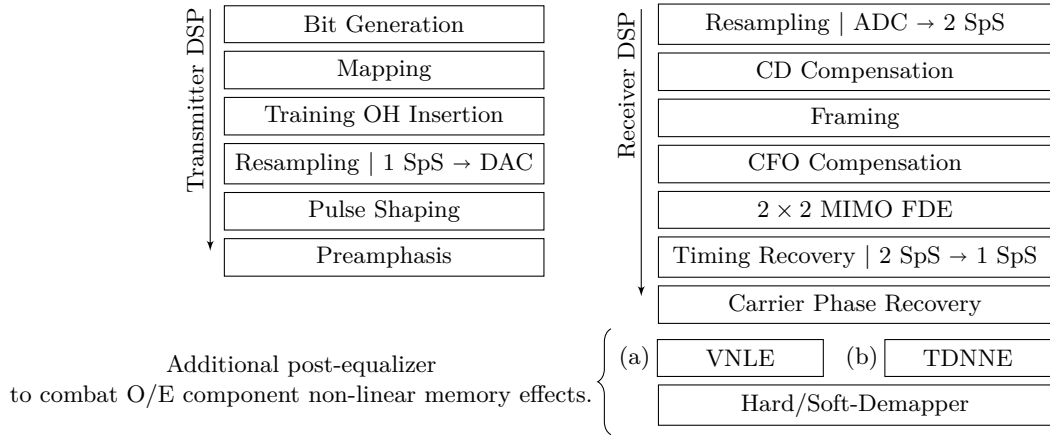 Transmitter DSP
Bit Generation
Mapping
Training OH Insertion
Resampling | 1 SpS → DAC
Pulse Shaping
Preamphasis
Receiver DSP
Resampling | ADC → 2 SpS
CD Compensation
Framing
CFO Compensation
2 × 2 MIMO FDE
Timing Recovery | 2 SpS → 1 SpS
Carrier Phase Recovery
Additional post-equalizer
to combat O/E component non-linear memory effects.
(a) VNLE (b) TDNNE
Hard/Soft-Demapper